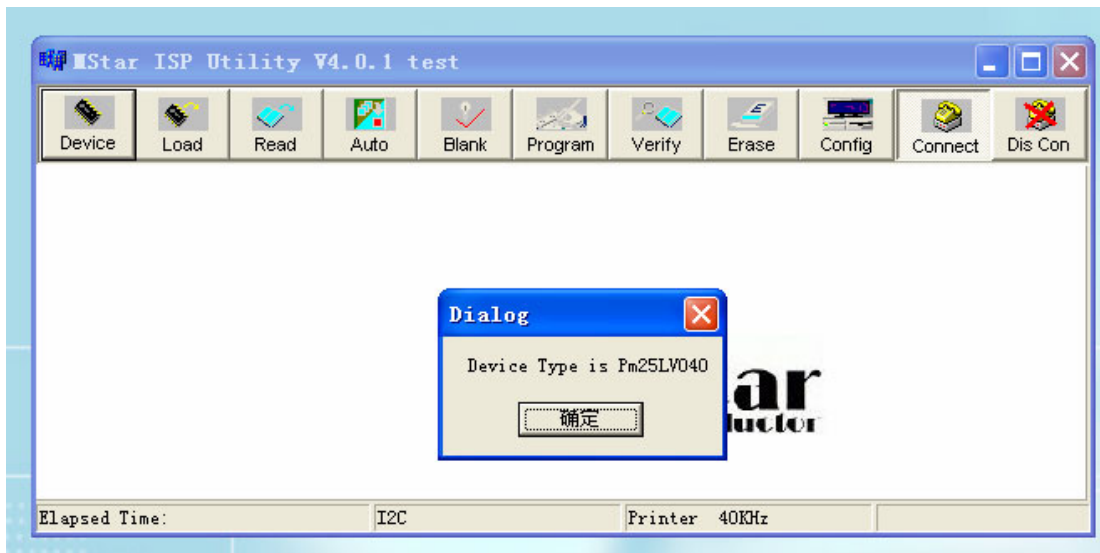 MStar ISP Utility V4.0.1 test
Device Load Read Auto Blank Program Verify Erase Config Connect Dis Con
Dialog
Device Type is Pm25LV040
确定
Elapsed Time: I2C Printer 40KHz